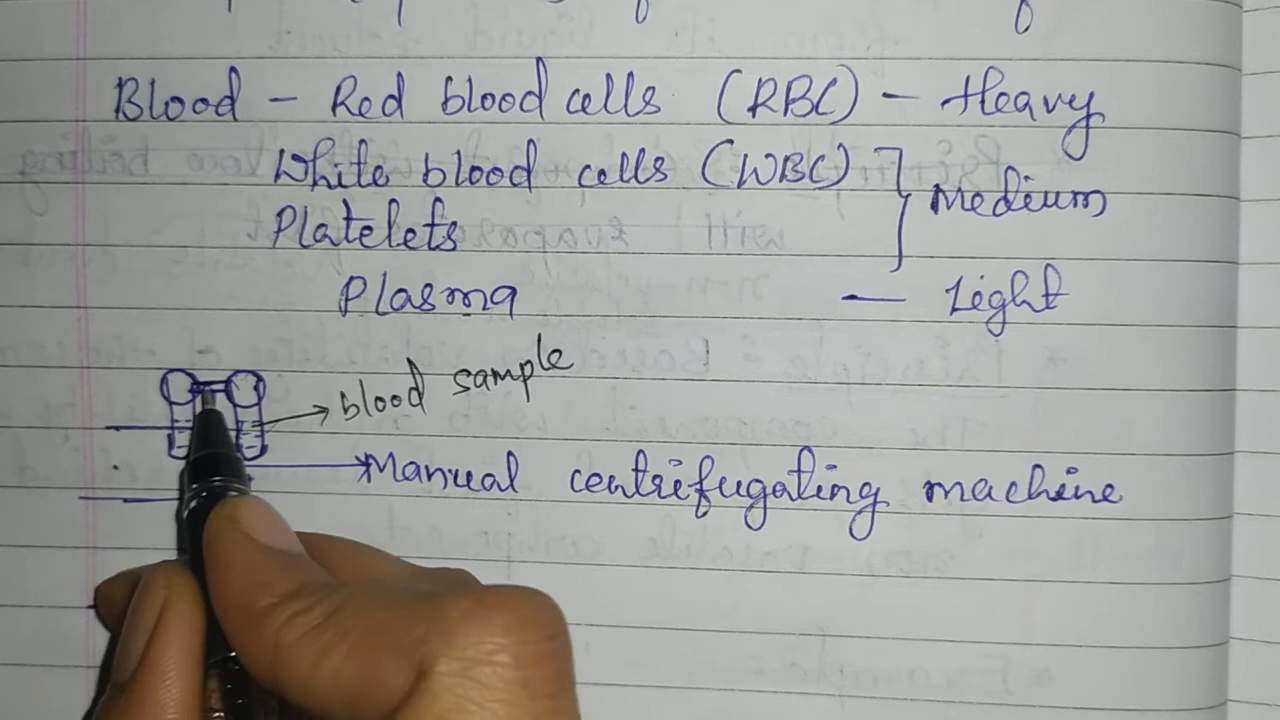 Blood - Red blood cells (RBC) - Heavy
White blood cells (WBC) ] Medium
Platelets
Plasma — Light
→ blood sample
→ Manual centrifugating machine